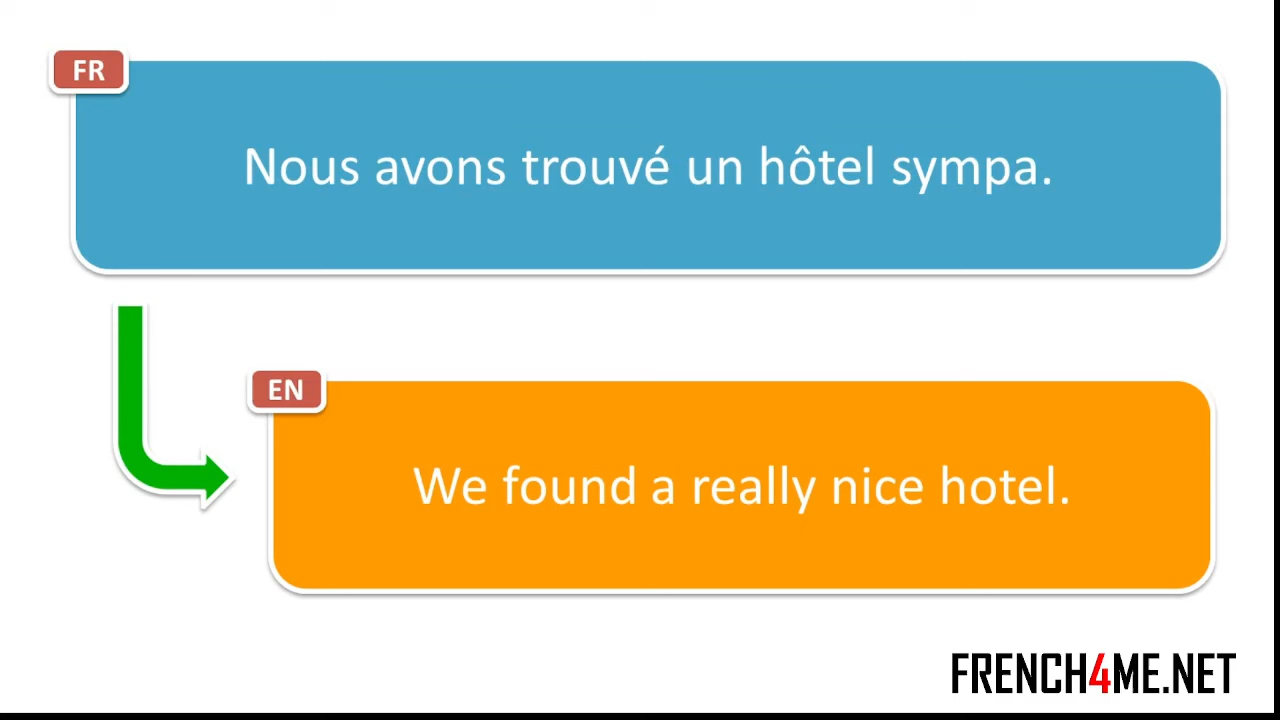 FR
Nous avons trouvé un hôtel sympa.
EN
We found a really nice hotel.
FRENCH4ME.NET